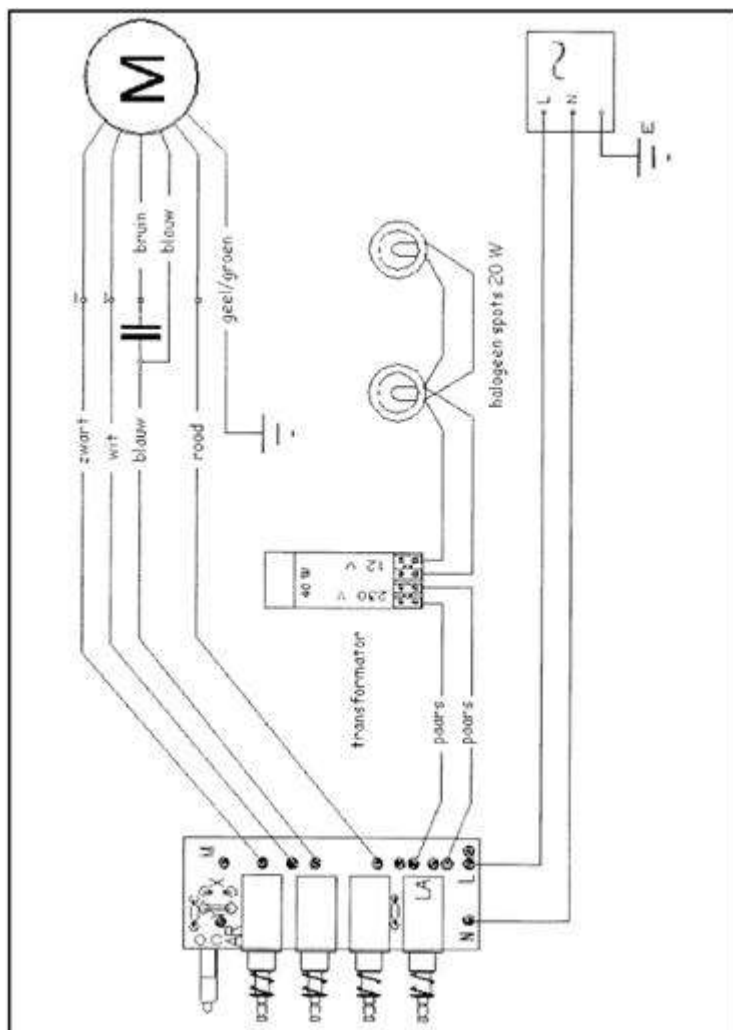 M
L
N
E
bruin
blauw
geel/groen
zwart
wit
blauw
rood
halogeen spots 20 W
40 W
12 V
230 V
transformator
paars
paars
M
X
AR
LA
L
N